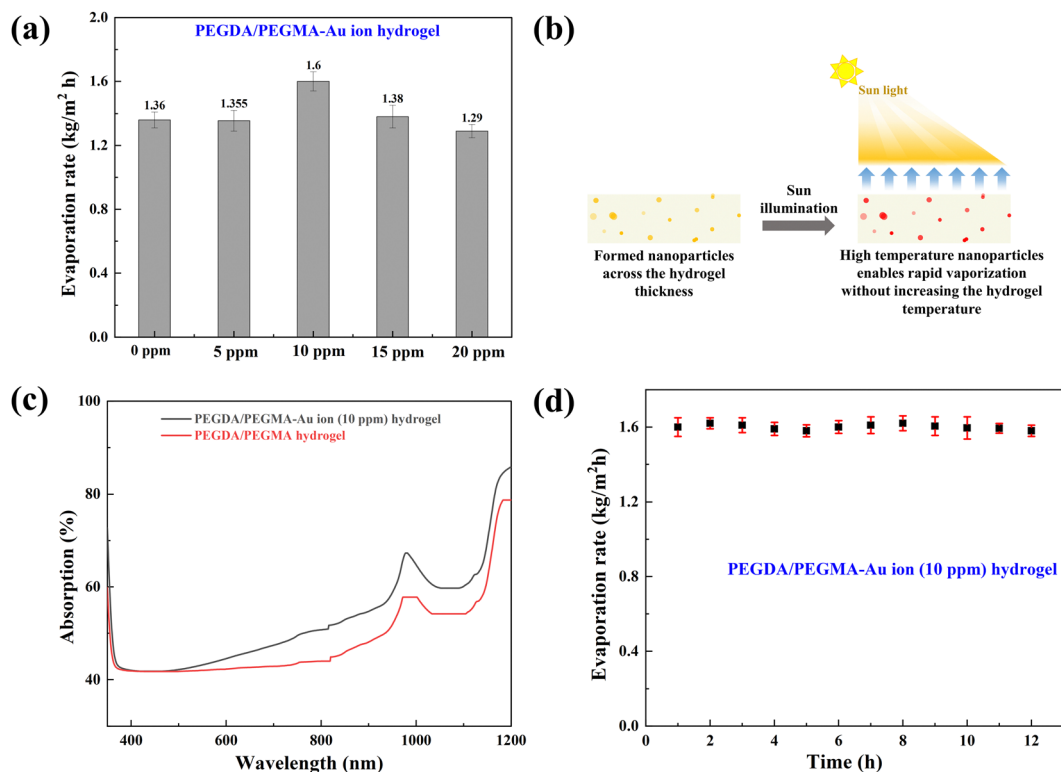 (a)
PEGDA/PEGMA-Au ion hydrogel
Evaporation rate (kg/m² h)
2.0
1.6
1.2
0.8
0.4
0.0
1.36
1.355
1.6
1.38
1.29
0 ppm
5 ppm
10 ppm
15 ppm
20 ppm
(b)
Sun light
Sun
illumination
Formed nanoparticles
across the hydrogel
thickness
High temperature nanoparticles
enables rapid vaporization
without increasing the hydrogel
temperature
(c)
PEGDA/PEGMA-Au ion (10 ppm) hydrogel
PEGDA/PEGMA hydrogel
Absorption (%)
100
80
60
40
400
600
800
1000
1200
Wavelength (nm)
(d)
Evaporation rate (kg/m²h)
1.6
1.2
0.8
0.4
0.0
PEGDA/PEGMA-Au ion (10 ppm) hydrogel
0
2
4
6
8
10
12
Time (h)